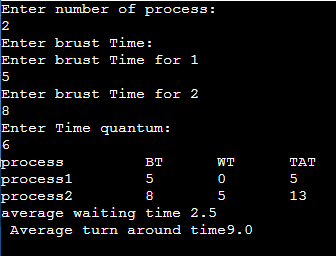 Enter number of process:
2
Enter brust Time:
Enter brust Time for 1
5
Enter brust Time for 2
8
Enter Time quantum:
6
process BT WT TAT
process1 5 0 5
process2 8 5 13
average waiting time 2.5
Average turn around time9.0